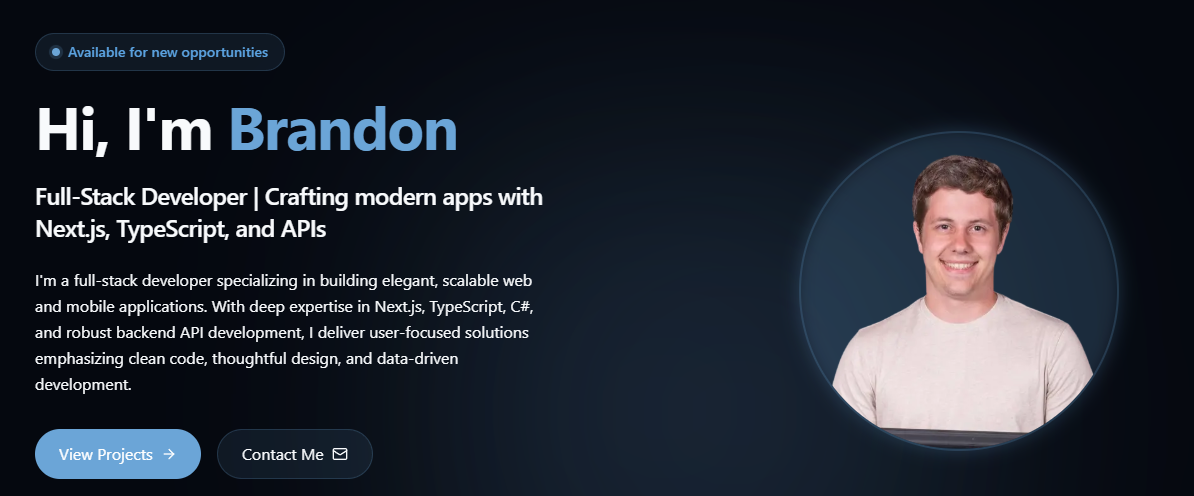 Available for new opportunities
Hi, I'm Brandon
Full-Stack Developer | Crafting modern apps with
Next.js, TypeScript, and APIs
I'm a full-stack developer specializing in building elegant, scalable web
and mobile applications. With deep expertise in Next.js, TypeScript, C#,
and robust backend API development, I deliver user-focused solutions
emphasizing clean code, thoughtful design, and data-driven
development.
View Projects →
Contact Me